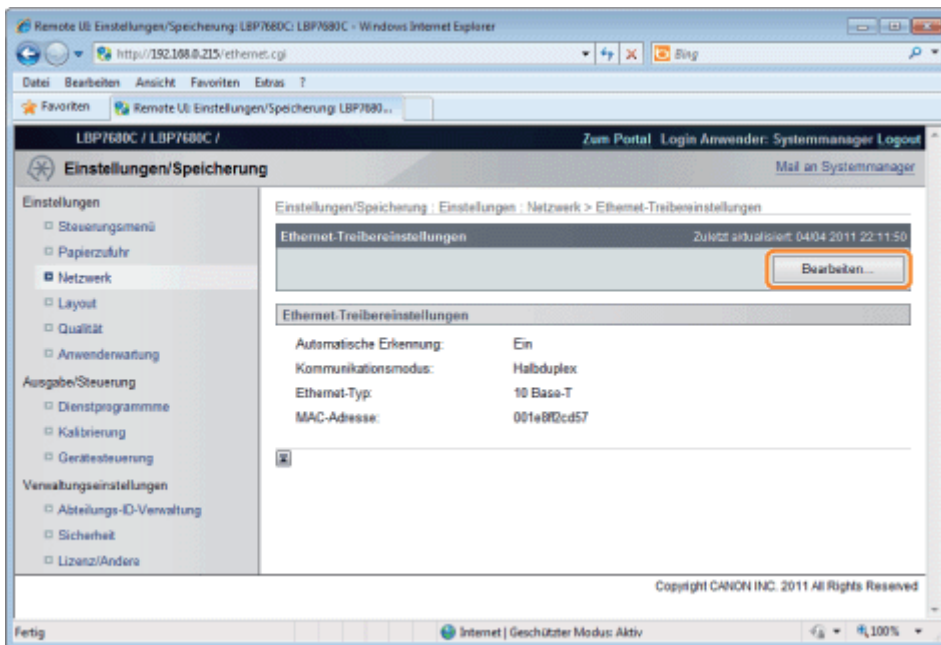 Remote UI: Einstellungen/Speicherung: LBP7680C: LBP7680C - Windows Internet Explorer
http://192.168.0.215/ethernet.cgi
Bing
Datei Bearbeiten Ansicht Favoriten Extras ?
Favoriten Remote UI: Einstellungen/Speicherung: LBP7680...
LBP7680C / LBP7680C / Zum Portal Login Anwender: Systemmanager Logout
Einstellungen/Speicherung Mail an Systemmanager
Einstellungen
Steuerungsmenü
Papierzufuhr
Netzwerk
Layout
Qualität
Anwenderwartung
Ausgabe/Steuerung
Dienstprogrammme
Kalibrierung
Gerätesteuerung
Verwaltungseinstellungen
Abteilungs-ID-Verwaltung
Sicherheit
Lizenz/Andere
Einstellungen/Speicherung : Einstellungen : Netzwerk > Ethernet-Treibereinstellungen
Ethernet-Treibereinstellungen Zuletzt aktualisiert: 04/04 2011 22:11:50
Bearbeiten...
Ethernet-Treibereinstellungen
Automatische Erkennung: Ein
Kommunikationsmodus: Halbduplex
Ethernet-Typ: 10 Base-T
MAC-Adresse: 001e8ff2cd57
Copyright CANON INC. 2011 All Rights Reserved
Fertig Internet | Geschützter Modus: Aktiv 100%